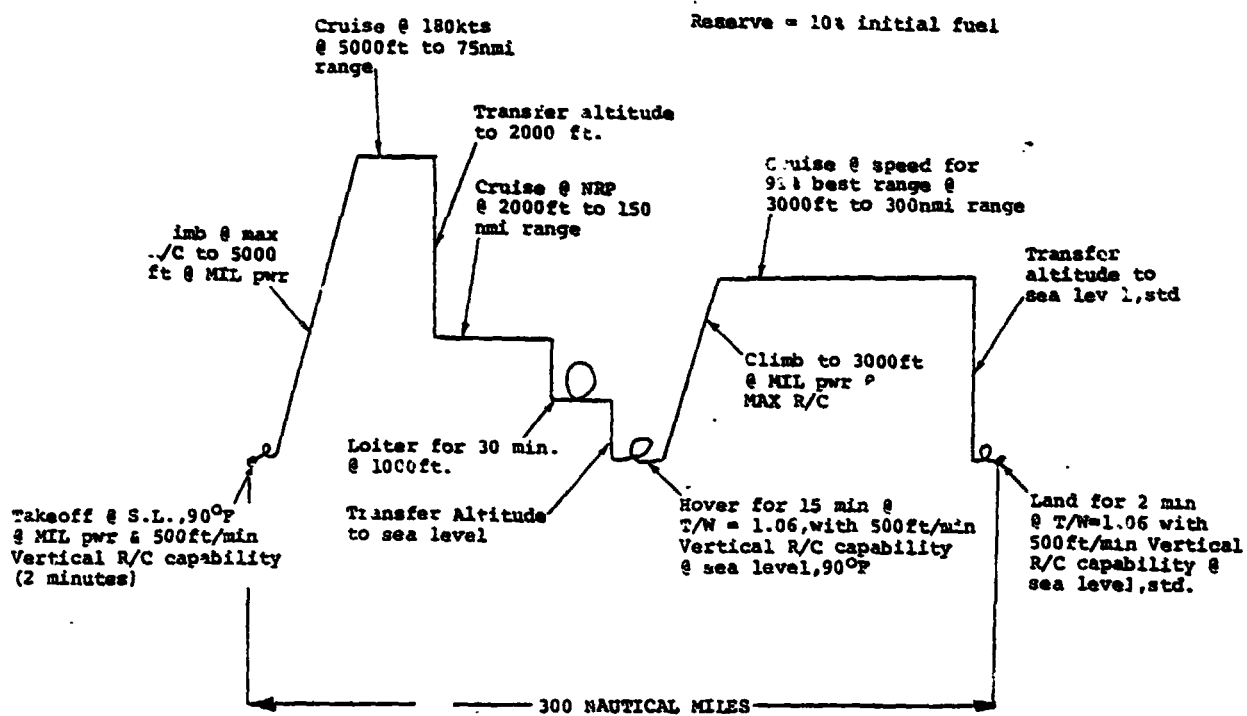 Reserve = 10% initial fuel
Cruise @ 180kts
@ 5000ft to 75nmi
range
Transfer altitude
to 2000 ft.
Cruise @ NRP
@ 2000ft to 150
nmi range
imb @ max
/C to 5000
ft @ MIL pwr
Cruise @ speed for
best range @
3000ft to 300nmi range
Transfer
altitude to
sea lev l,std
Climb to 3000ft
@ MIL pwr @
MAX R/C
Loiter for 30 min.
@ 1000ft.
Transfer Altitude
to sea level
Takeoff @ S.L.,90°F
@ MIL pwr & 500ft/min
Vertical R/C capability
(2 minutes)
Hover for 15 min @
T/W = 1.06,with 500ft/min
Vertical R/C capability
@ sea level,90°F
Land for 2 min
@ T/W=1.06 with
500ft/min Vertical
R/C capability @
sea level,std.
300 NAUTICAL MILES